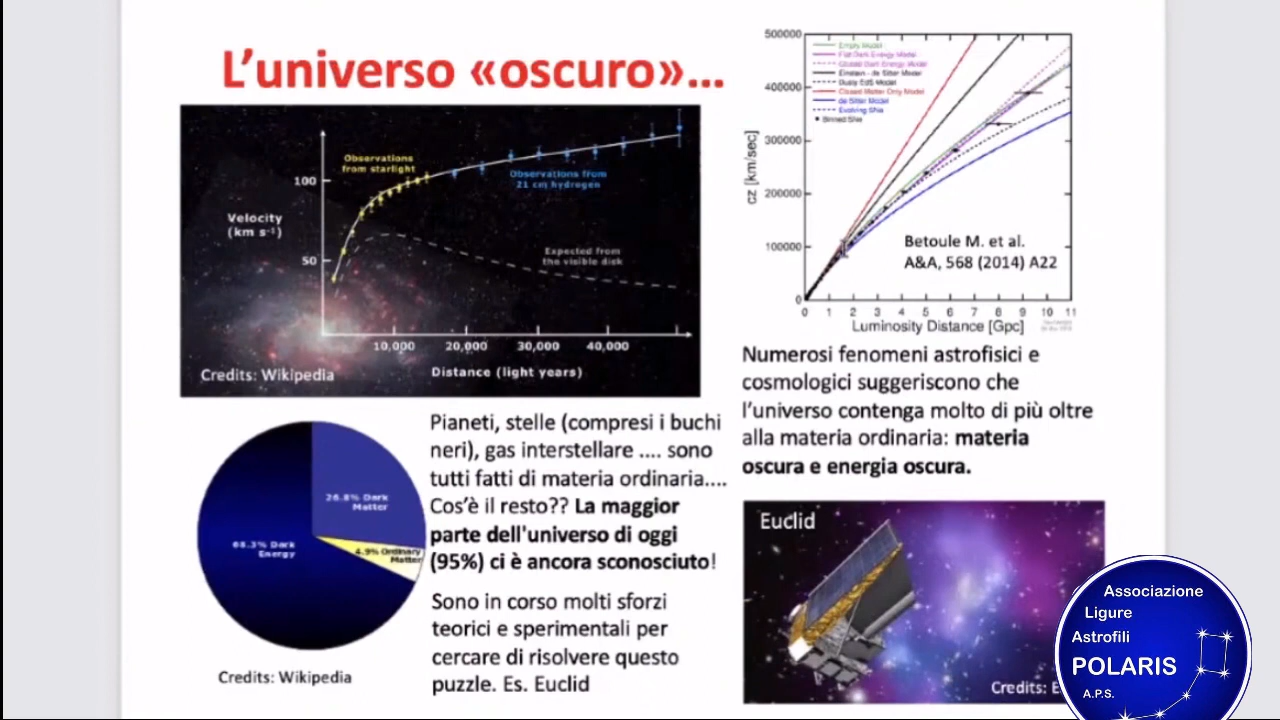 L'universo «oscuro»...
Observations
from starlight
Observations from
21 cm hydrogen
100
Velocity
(km s⁻¹)
50
Expected from
the visible disk
10,000 20,000 30,000 40,000
Distance (light years)
Credits: Wikipedia
500000
400000
300000
200000
100000
0
cz [km/sec]
Empty Model
Flat Dark Energy Model
Closed Dark Energy Model
Einstein - de Sitter Model
Dusty EdS Model
Closed Matter Only Model
de Sitter Model
Evolving SNe
Binned SNe
Betoule M. et al.
A&A, 568 (2014) A22
0 1 2 3 4 5 6 7 8 9 10 11
Luminosity Distance [Gpc]
Numerosi fenomeni astrofisici e
cosmologici suggeriscono che
l'universo contenga molto di più oltre
alla materia ordinaria: materia
oscura e energia oscura.
26.8% Dark
Matter
68.3% Dark
Energy
4.9% Ordinary
Matter
Credits: Wikipedia
Pianeti, stelle (compresi i buchi
neri), gas interstellare .... sono
tutti fatti di materia ordinaria....
Cos'è il resto?? La maggior
parte dell'universo di oggi
(95%) ci è ancora sconosciuto!
Sono in corso molti sforzi
teorici e sperimentali per
cercare di risolvere questo
puzzle. Es. Euclid
Euclid
Credits: E
Associazione
Ligure
Astrofili
POLARIS
A.P.S.